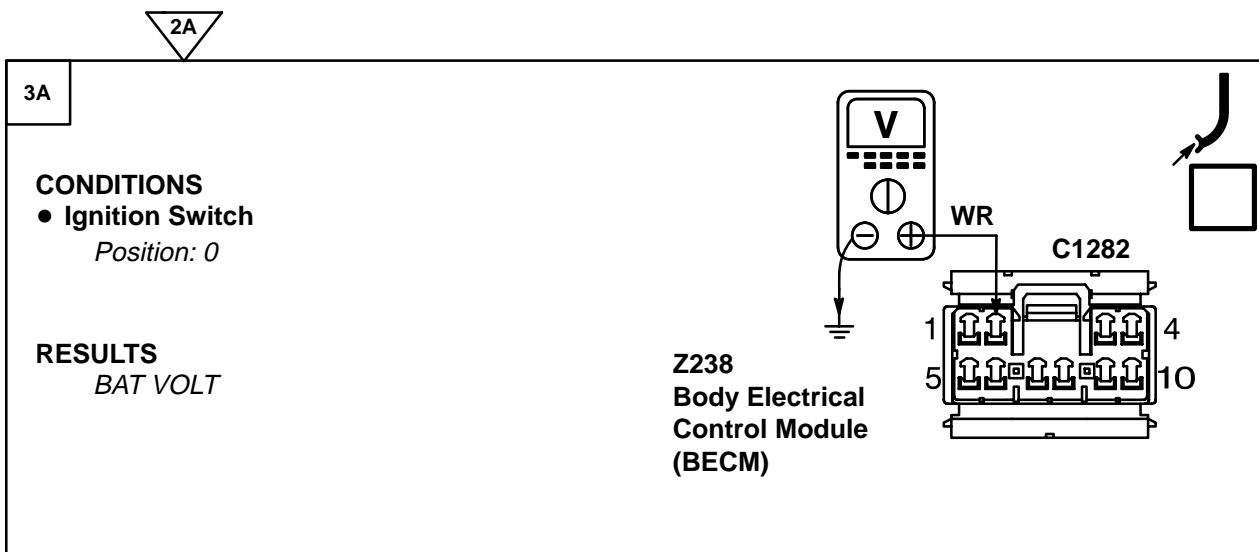 2A
3A
V
CONDITIONS
● Ignition Switch
Position: 0
WR
C1282
1
4
5
10
RESULTS
BAT VOLT
Z238
Body Electrical
Control Module
(BECM)